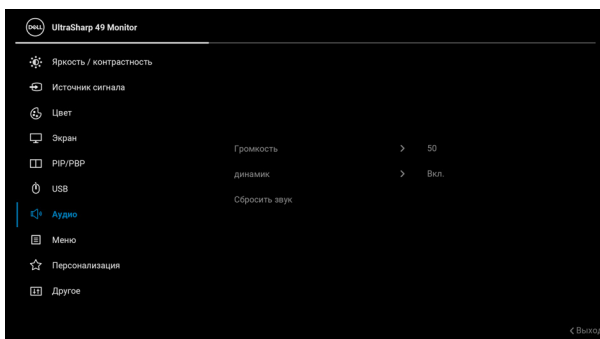 DELL UltraSharp 49 Monitor
Яркость / контрастность
Источник сигнала
Цвет
Экран
Громкость 50
PIP/PBP
динамик Вкл.
USB
Сбросить звук
Аудио
Меню
Персонализация
Другое
Выход